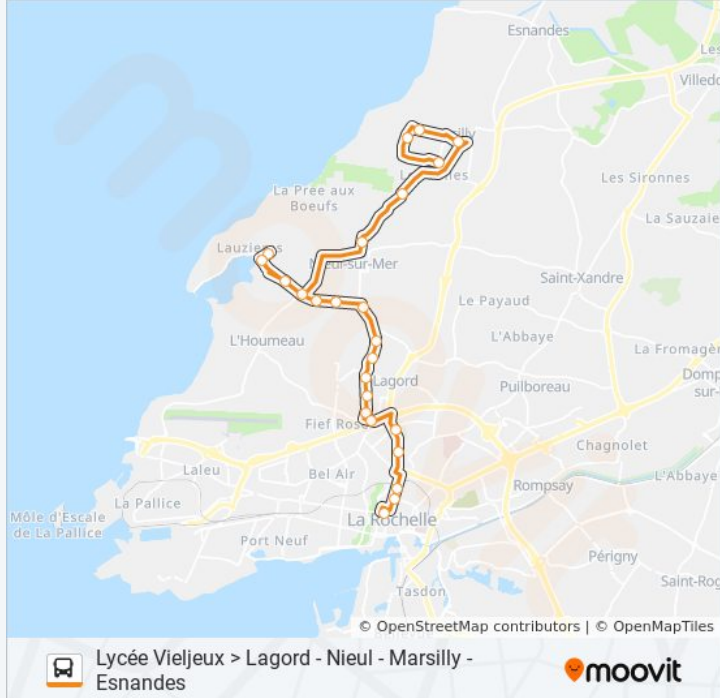 Esnandes
Villedo
La Prée aux
Boeufs
Les Sironnes
La Sauzaie
Lauzières
Nieul-sur-Mer
Saint-Xandre
Le Payaud
L'Houmeau
L'Abbaye
La Fromagère
Lagord
Puilboreau
Domp
sur-
Fief Rose
Chagnolet
Laleu
Bel Air
L'Abbaye
Rompsay
La Pallice
Môle d'Escale
de La Pallice
La Rochelle
Port Neuf
Périgny
Saint-Rog
Tasdon
© OpenStreetMap contributors | © OpenMapTiles
Lycée Vieljeux > Lagord - Nieul - Marsilly -
Esnandes
moovit